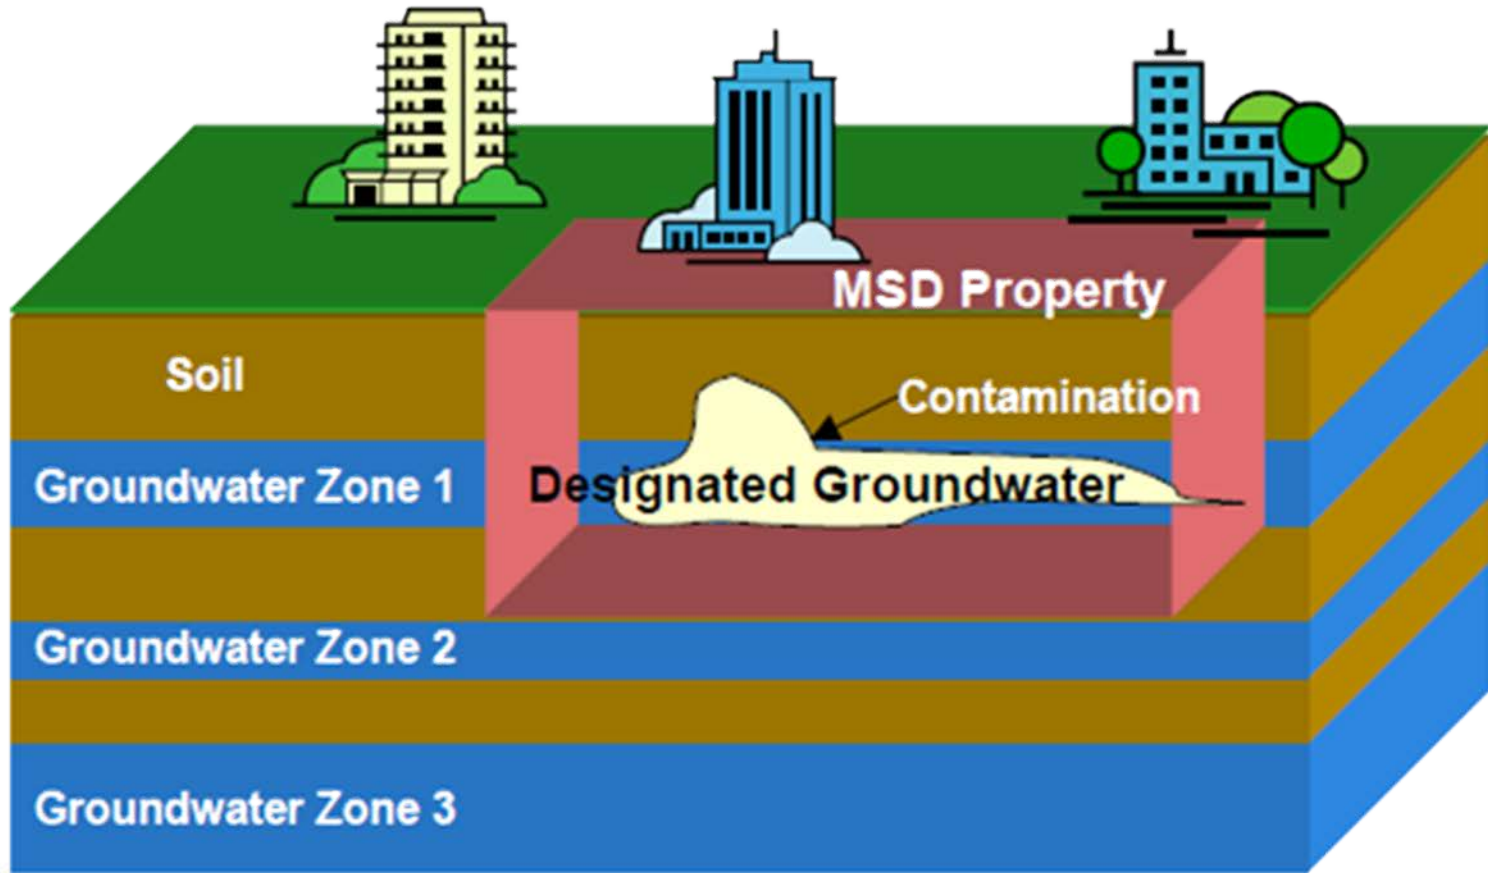 MSD Property
Soil
Contamination
Groundwater Zone 1
Designated Groundwater
Groundwater Zone 2
Groundwater Zone 3